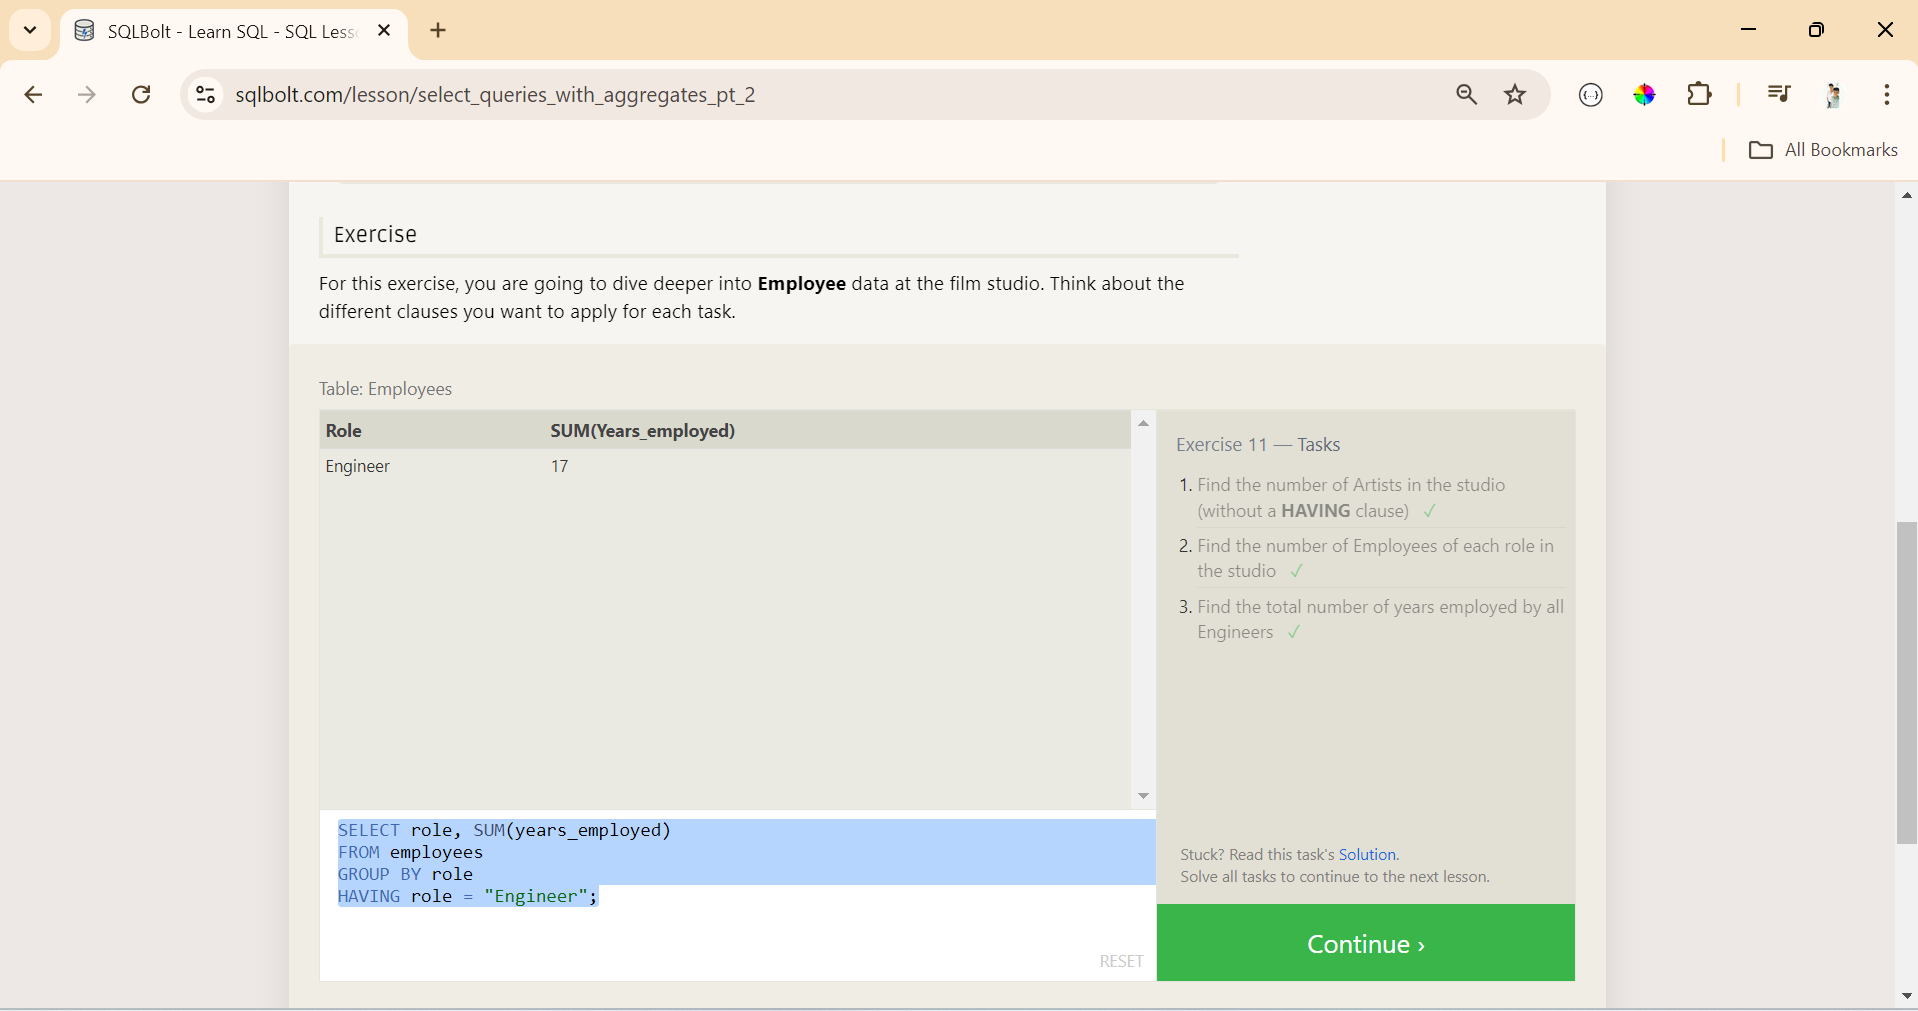 SQLBolt - Learn SQL - SQL Less
sqlbolt.com/lesson/select_queries_with_aggregates_pt_2
All Bookmarks
Exercise
For this exercise, you are going to dive deeper into Employee data at the film studio. Think about the
different clauses you want to apply for each task.
Table: Employees
Role SUM(Years_employed)
Engineer 17
SELECT role, SUM(years_employed)
FROM employees
GROUP BY role
HAVING role = "Engineer";
RESET
Exercise 11 — Tasks
1. Find the number of Artists in the studio
(without a HAVING clause) ✓
2. Find the number of Employees of each role in
the studio ✓
3. Find the total number of years employed by all
Engineers ✓
Stuck? Read this task's Solution.
Solve all tasks to continue to the next lesson.
Continue ›